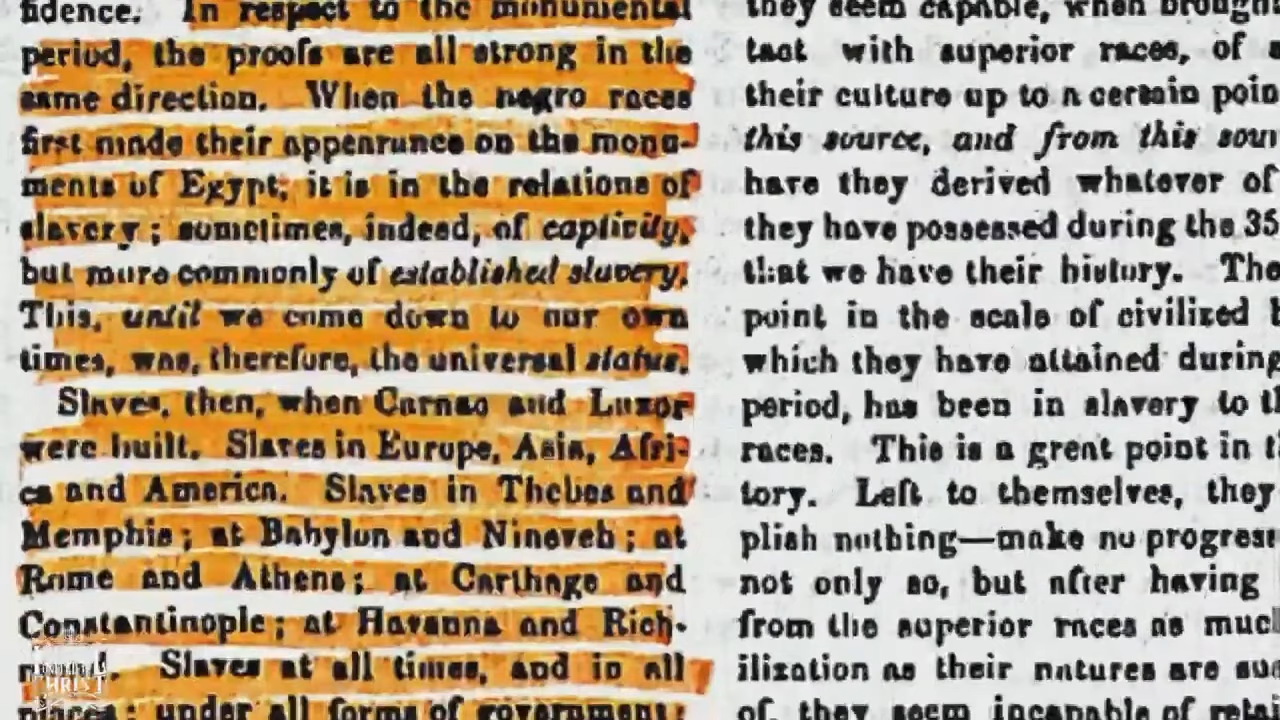 fidence. In respect to the monumental
period, the proofs are all strong in the
same direction. When the negro races
first made their appearance on the monu-
ments of Egypt; it is in the relations of
slavery; sometimes, indeed, of captivity,
but more commonly of established slavery.
This, until we come down to our own
times, was, therefore, the universal status.
Slaves, then, when Carnac and Luxor
were built. Slaves in Europe, Asia, Afri-
ca and America. Slaves in Thebes and
Memphis; at Babylon and Nineveh; at
Rome and Athens; at Carthage and
Constantinople; at Havanna and Rich-
Slaves at all times, and in all
places; under all forms of government;
they seem capable, when brough
tact with superior races, of
their culture up to a certain poin
this source, and from this sour
have they derived whatever of
they have possessed during the 35
that we have their history. The
point in the scale of civilized
which they have attained during
period, has been in slavery to th
races. This is a great point in
tory. Left to themselves, they
plish nothing—make no progress
not only so, but after having
from the superior races as much
ilization as their natures are
of, they seem incapable of retai
CHRIST